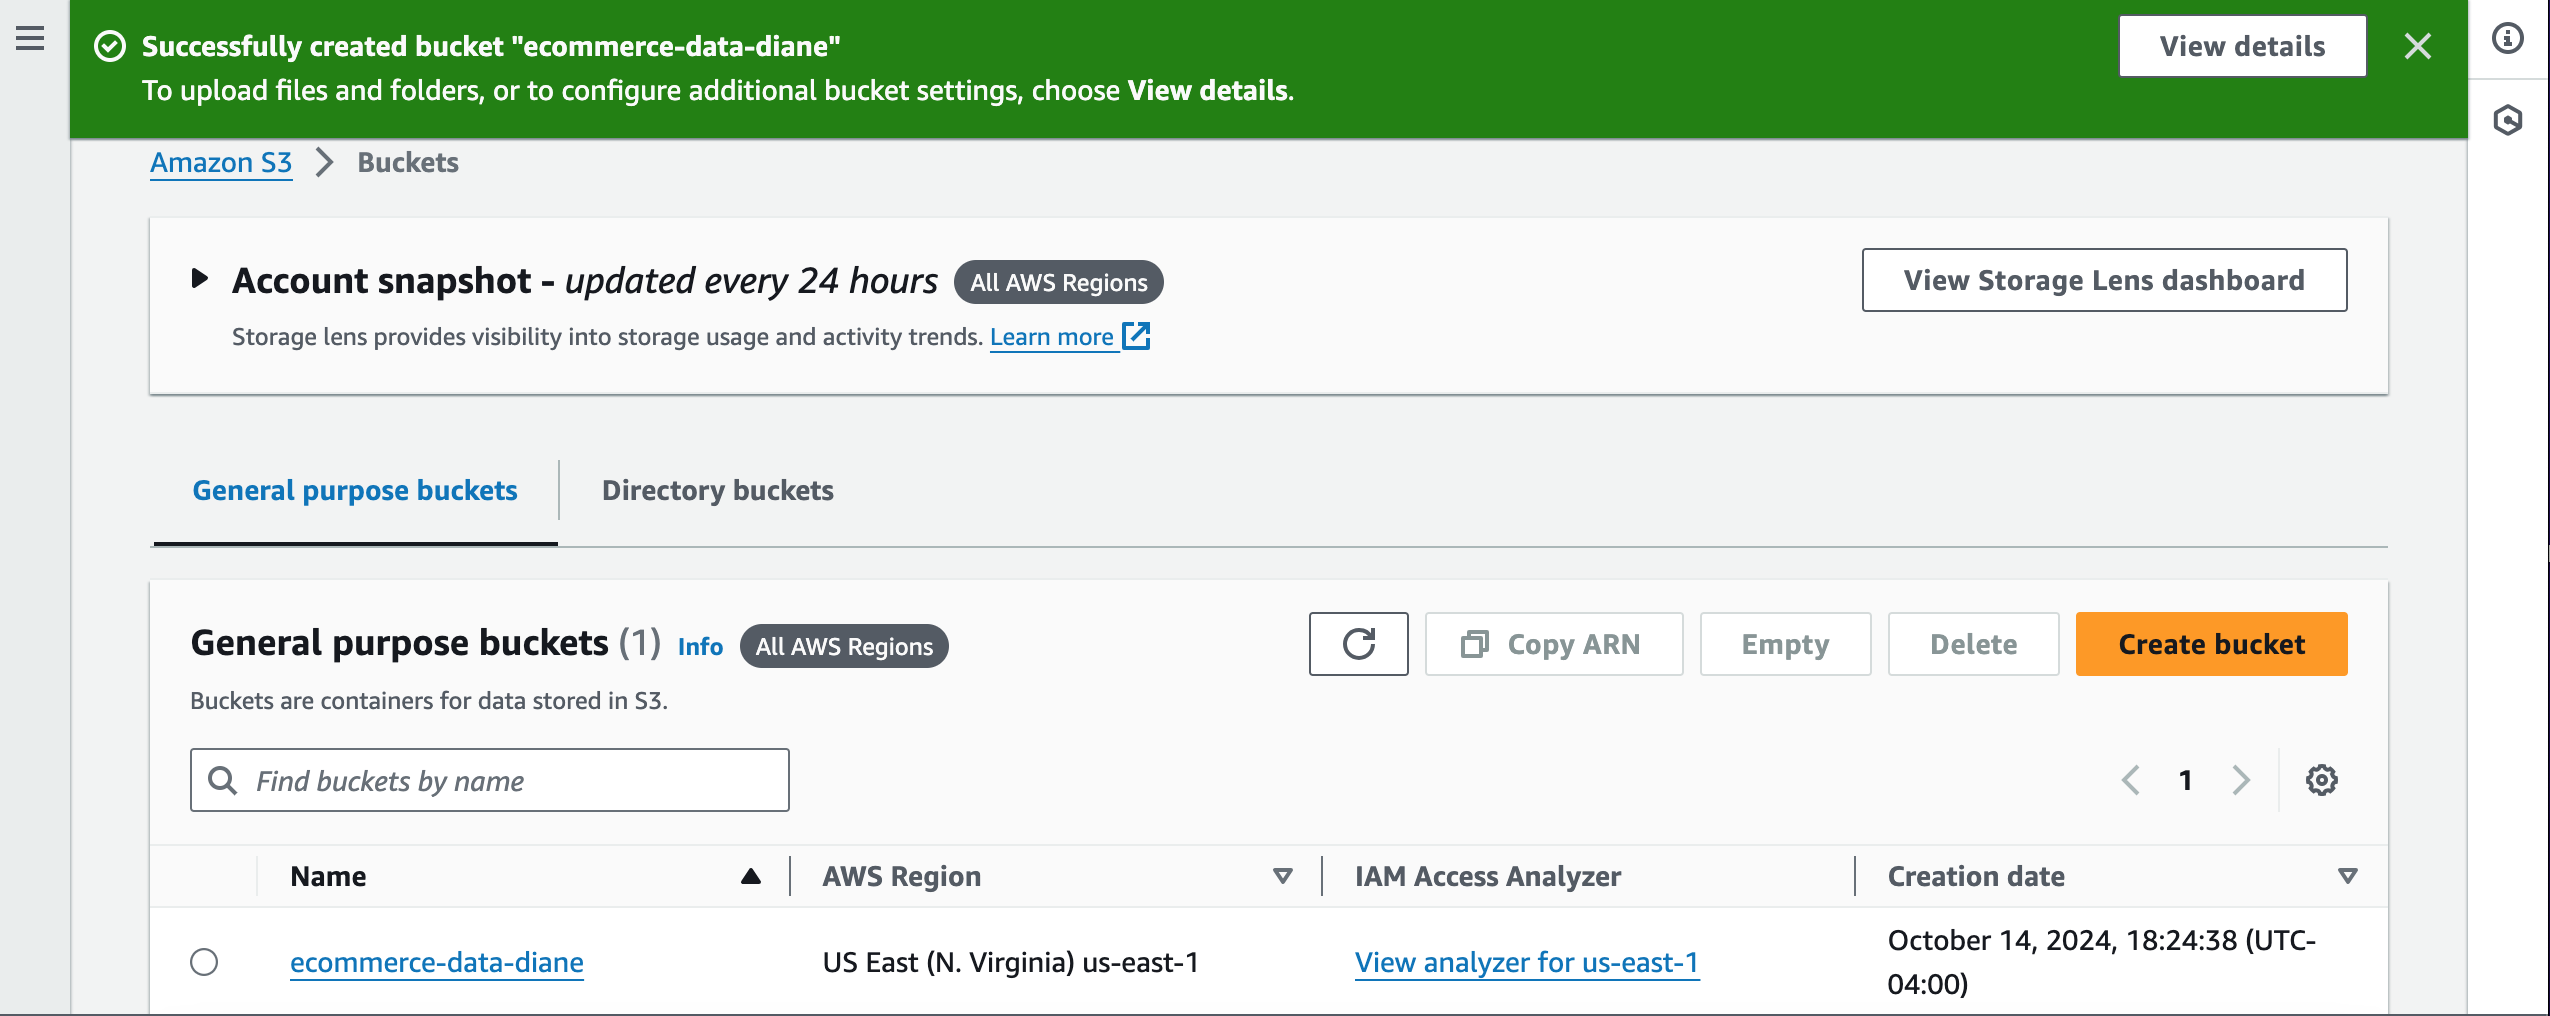 Successfully created bucket "ecommerce-data-diane"
View details
To upload files and folders, or to configure additional bucket settings, choose View details.
Amazon S3 Buckets
Account snapshot - updated every 24 hours All AWS Regions
View Storage Lens dashboard
Storage lens provides visibility into storage usage and activity trends. Learn more
General purpose buckets Directory buckets
General purpose buckets (1) Info All AWS Regions
Copy ARN Empty Delete Create bucket
Buckets are containers for data stored in S3.
Find buckets by name
1
Name AWS Region IAM Access Analyzer Creation date
ecommerce-data-diane US East (N. Virginia) us-east-1 View analyzer for us-east-1 October 14, 2024, 18:24:38 (UTC-
04:00)